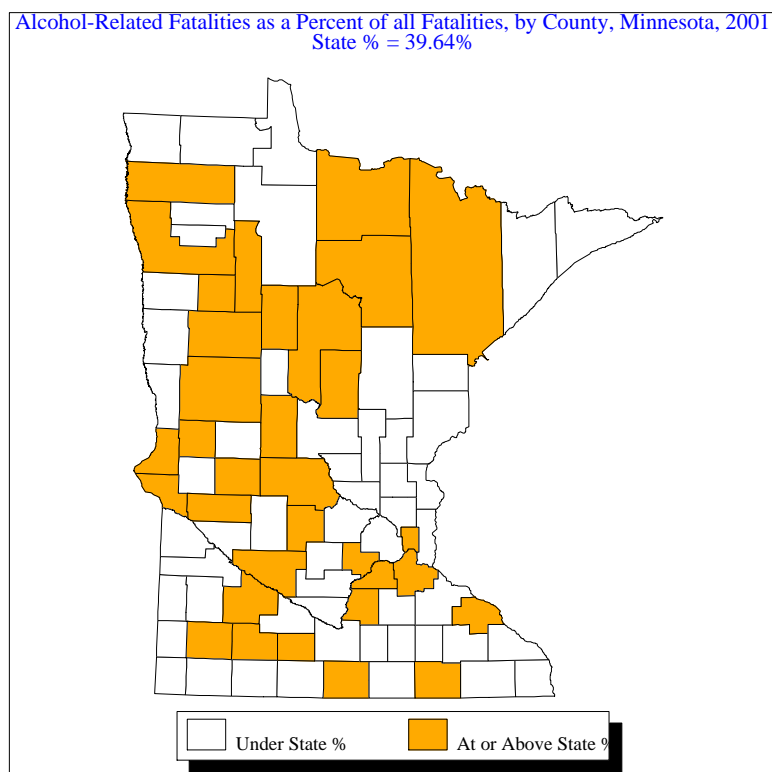 Alcohol-Related Fatalities as a Percent of all Fatalities, by County, Minnesota, 2001
State % = 39.64%
Under State % At or Above State %